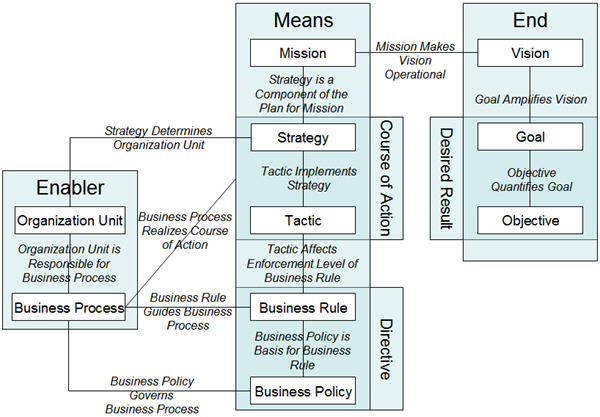 Means
End
Mission
Mission Makes
Vision
Operational
Vision
Strategy is a
Component of the
Plan for Mission
Goal Amplifies Vision
Strategy Determines
Organization Unit
Strategy
Course of Action
Desired Result
Goal
Enabler
Tactic Implements
Strategy
Objective
Quantifies Goal
Organization Unit
Business Process
Realizes Course
of Action
Tactic
Objective
Organization Unit is
Responsible for
Business Process
Tactic Affects
Enforcement Level of
Business Rule
Business Process
Business Rule
Guides Business
Process
Business Rule
Directive
Business Policy is
Basis for Business
Rule
Business Policy
Governs
Business Process
Business Policy